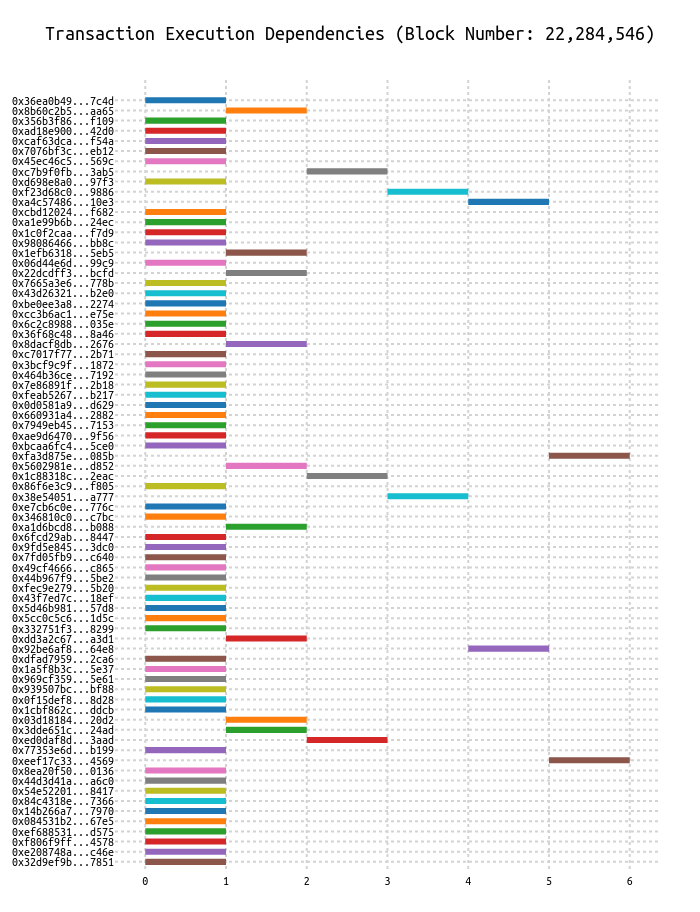 Transaction Execution Dependencies (Block Number: 22,284,546)
0x36ea0b49...7c4d
0x8b60c2b5...aa65
0x356b3f86...f109
0xad18e900...42d0
0xcaf63dca...f54a
0x7076bf3c...eb12
0x45ec46c5...569c
0xc7b9f0fb...3ab5
0xd698e8a0...97f3
0xf23d68c0...9886
0xa4c57486...10e3
0xcbd12024...f682
0xa1e99b6b...24ec
0x1c0f2caa...f7d9
0x98086466...bb8c
0x1efb6318...5eb5
0x06d44e6d...99c9
0x22dcdff3...bcfd
0x7665a3e6...778b
0x43d26321...b2e0
0xbe0ee3a8...2274
0xcc3b6ac1...e75e
0x6c2c8988...035e
0x36f68c48...8a46
0x8dacf8db...2676
0xc7017f77...2b71
0x3bcf9c9f...1872
0x464b36ce...7192
0x7e86891f...2b18
0xfeab5267...b217
0x0d0581a9...d629
0x660931a4...2882
0x7949eb45...7153
0xae9d6470...9f56
0xbcaa6fc4...5ce0
0xfa3d875e...085b
0x5602981e...d852
0x1c88318c...2eac
0x86f6e3c9...f805
0x38e54051...a777
0xe7cb6c0e...776c
0x346810c0...c7bc
0xa1d6bcd8...b088
0x6fcd29ab...8447
0x9fd5e845...3dc0
0x7fd05fb9...c640
0x49cf4666...c865
0x44b967f9...5be2
0xfec9e279...5b20
0x43f7ed7c...18ef
0x5d46b981...57d8
0x5cc0c5c6...1d5c
0x332751f3...8299
0xdd3a2c67...a3d1
0x92be6af8...64e8
0xdfad7959...2ca6
0x1a5f8b3c...5e37
0x969cf359...5e61
0x939507bc...bf88
0x0f15def8...8d28
0x1cbf862c...ddcb
0x03d18184...20d2
0x3dde651c...24ad
0xed0daf8d...3aad
0x77353e6d...b199
0xeef17c33...4569
0x8ea20f50...0136
0x44d3d41a...a6c0
0x54e52201...8417
0x84c4318e...7366
0x14b266a7...7970
0x084531b2...67e5
0xef688531...d575
0xf806f9ff...4578
0xe208748a...c46e
0x32d9ef9b...7851
0 1 2 3 4 5 6